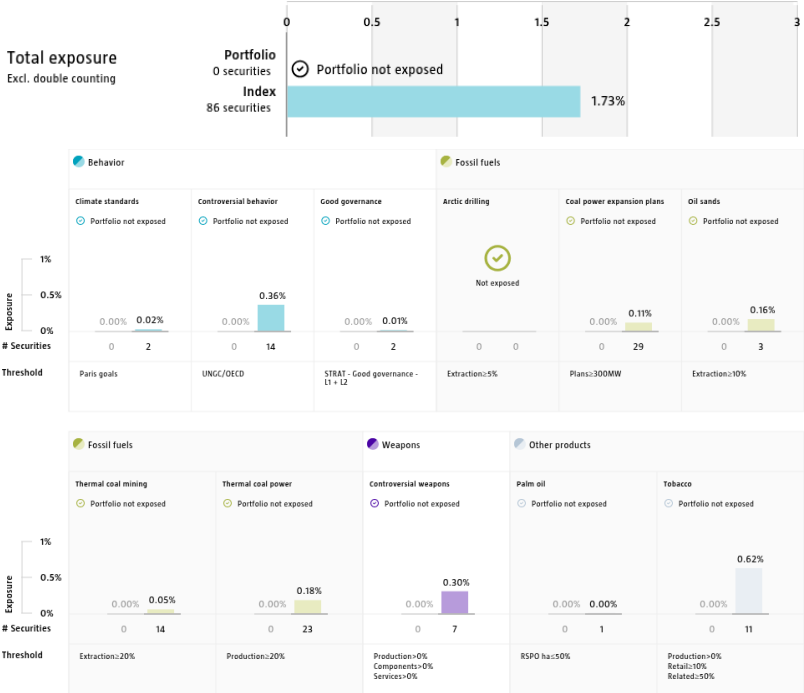 0 0.5 1 1.5 2 2.5 3
Total exposure
Excl. double counting
Portfolio
0 securities
Portfolio not exposed
Index
86 securities
1.73%
Behavior
Fossil fuels
Climate standards
Controversial behavior
Good governance
Arctic drilling
Coal power expansion plans
Oil sands
Portfolio not exposed
Portfolio not exposed
Portfolio not exposed
Portfolio not exposed
Portfolio not exposed
Not exposed
Exposure
1%
0.5%
0%
0.00% 0.02%
0.00% 0.36%
0.00% 0.01%
0.00% 0.11%
0.00% 0.16%
# Securities
0 2
0 14
0 2
0 0
0 29
0 3
Threshold
Paris goals
UNGC/OECD
STRAT - Good governance -
L1 + L2
Extraction≥5%
Plans≥300MW
Extraction≥10%
Fossil fuels
Weapons
Other products
Thermal coal mining
Thermal coal power
Controversial weapons
Palm oil
Tobacco
Portfolio not exposed
Portfolio not exposed
Portfolio not exposed
Portfolio not exposed
Portfolio not exposed
Exposure
1%
0.5%
0%
0.00% 0.05%
0.00% 0.18%
0.00% 0.30%
0.00% 0.00%
0.00% 0.62%
# Securities
0 14
0 23
0 7
0 1
0 11
Threshold
Extraction≥20%
Production≥20%
Production>0%
Components>0%
Services>0%
RSPO ha≤50%
Production>0%
Retail≥10%
Related≥50%